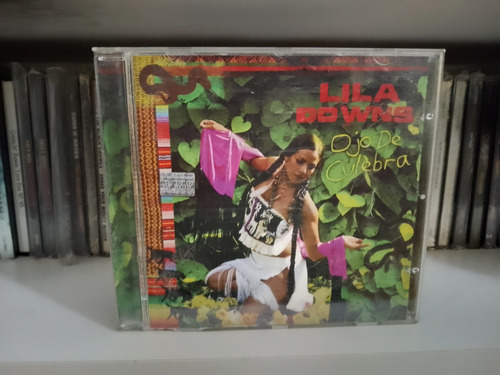 LILA
DOWNS
Ojo De
Culebra